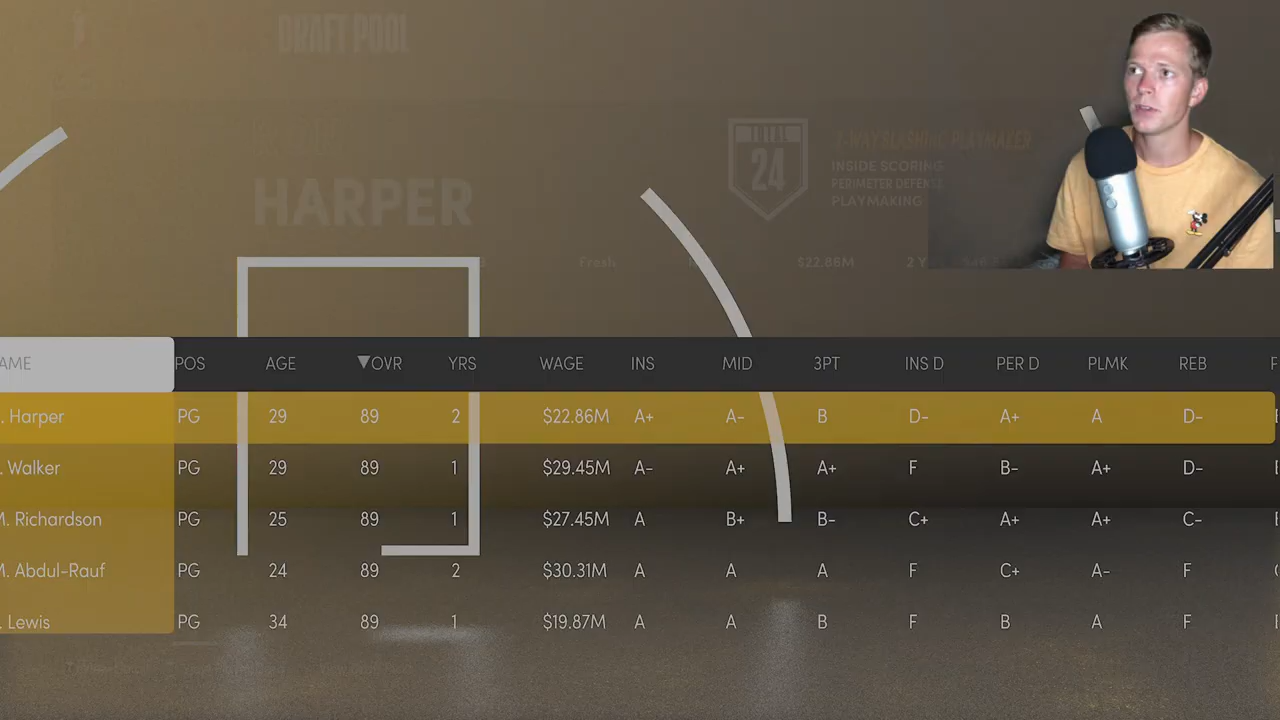 DRAFT POOL
HARPER
TOTAL
24
2-WAY SLASHING PLAYMAKER
INSIDE SCORING
PERIMETER DEFENSE
PLAYMAKING
Fresh $22.86M
AME POS AGE ▼OVR YRS WAGE INS MID 3PT INS D PER D PLMK REB
. Harper PG 29 89 2 $22.86M A+ A- B D- A+ A D-
. Walker PG 29 89 1 $29.45M A- A+ A+ F B- A+ D-
M. Richardson PG 25 89 1 $27.45M A B+ B- C+ A+ A+ C-
M. Abdul-Rauf PG 24 89 2 $30.31M A A A F C+ A- F
. Lewis PG 34 89 1 $19.87M A A B F B A F